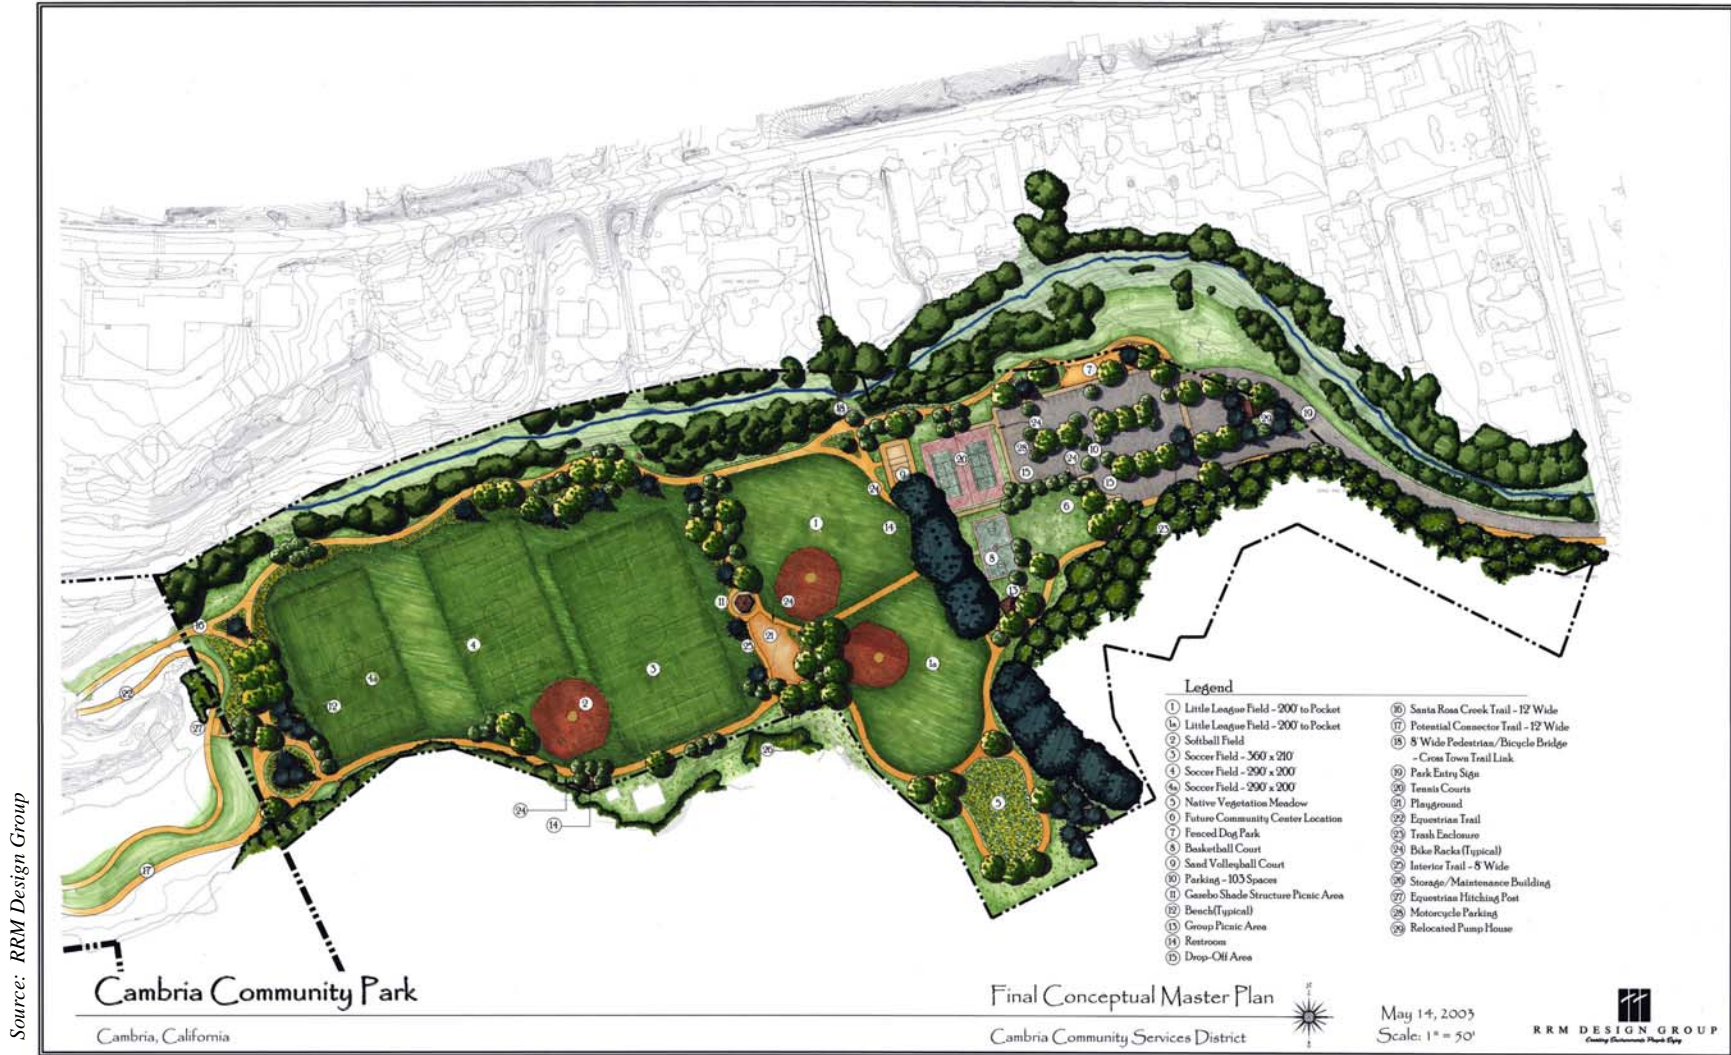 Source: RRM Design Group
Legend
1 Little League Field - 200' to Pocket
1a Little League Field - 200' to Pocket
2 Softball Field
3 Soccer Field - 360' x 210'
4 Soccer Field - 290' x 200'
4a Soccer Field - 290' x 200'
5 Native Vegetation Meadow
6 Future Community Center Location
7 Fenced Dog Park
8 Basketball Court
9 Sand Volleyball Court
10 Parking - 103 Spaces
11 Gazebo Shade Structure Picnic Area
12 Bench(Typical)
13 Group Picnic Area
14 Restroom
15 Drop-Off Area
16 Santa Rosa Creek Trail - 12' Wide
17 Potential Connector Trail - 12' Wide
18 8' Wide Pedestrian/Bicycle Bridge
- Cross Town Trail Link
19 Park Entry Sign
20 Tennis Courts
21 Playground
22 Equestrian Trail
23 Trash Enclosure
24 Bike Racks (Typical)
25 Interior Trail - 8' Wide
26 Storage/Maintenance Building
27 Equestrian Hitching Post
28 Motorcycle Parking
29 Relocated Pump House
Cambria Community Park
Cambria, California
Final Conceptual Master Plan
Cambria Community Services District
May 14, 2003
Scale: 1" = 50'
RRM DESIGN GROUP
Creating Environments People Enjoy